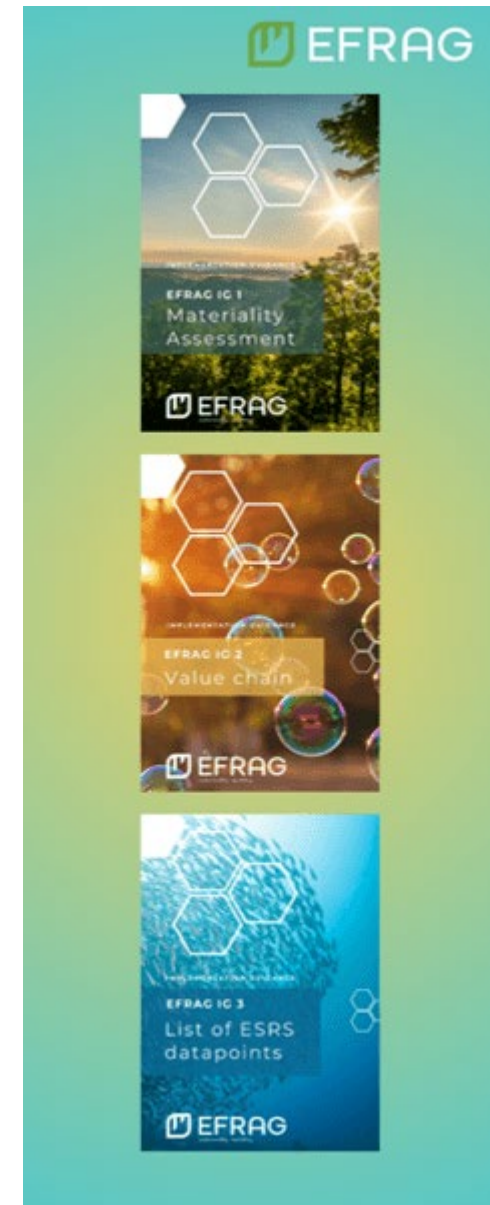 EFRAG
IMPLEMENTATION GUIDANCE
EFRAG IG 1
Materiality
Assessment
EFRAG
IMPLEMENTATION GUIDANCE
EFRAG IG 2
Value chain
EFRAG
IMPLEMENTATION GUIDANCE
EFRAG IG 3
List of ESRS
datapoints
EFRAG